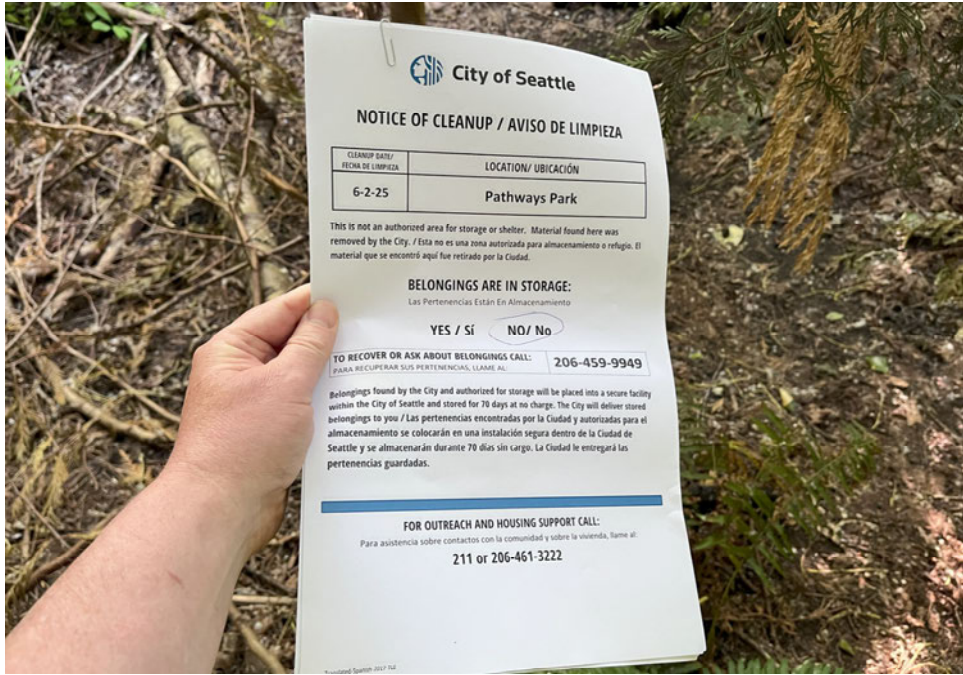 City of Seattle
NOTICE OF CLEANUP / AVISO DE LIMPIEZA
CLEANUP DATE/
FECHA DE LIMPIEZA
LOCATION/ UBICACIÓN
6-2-25
Pathways Park
This is not an authorized area for storage or shelter. Material found here was
removed by the City. / Esta no es una zona autorizada para almacenamiento o refugio. El
material que se encontró aquí fue retirado por la Ciudad.
BELONGINGS ARE IN STORAGE:
Las Pertenencias Están En Almacenamiento
YES / Sí NO/ No
TO RECOVER OR ASK ABOUT BELONGINGS CALL:
PARA RECUPERAR SUS PERTENENCIAS, LLAME AL:
206-459-9949
Belongings found by the City and authorized for storage will be placed into a secure facility
within the City of Seattle and stored for 70 days at no charge. The City will deliver stored
belongings to you / Las pertenencias encontradas por la Ciudad y autorizadas para el
almacenamiento se colocarán en una instalación segura dentro de la Ciudad de
Seattle y se almacenarán durante 70 días sin cargo. La Ciudad le entregará las
pertenencias guardadas.
FOR OUTREACH AND HOUSING SUPPORT CALL:
Para asistencia sobre contactos con la comunidad y sobre la vivienda, llame al:
211 or 206-461-3222
Translated-Spanish 2017 TLE